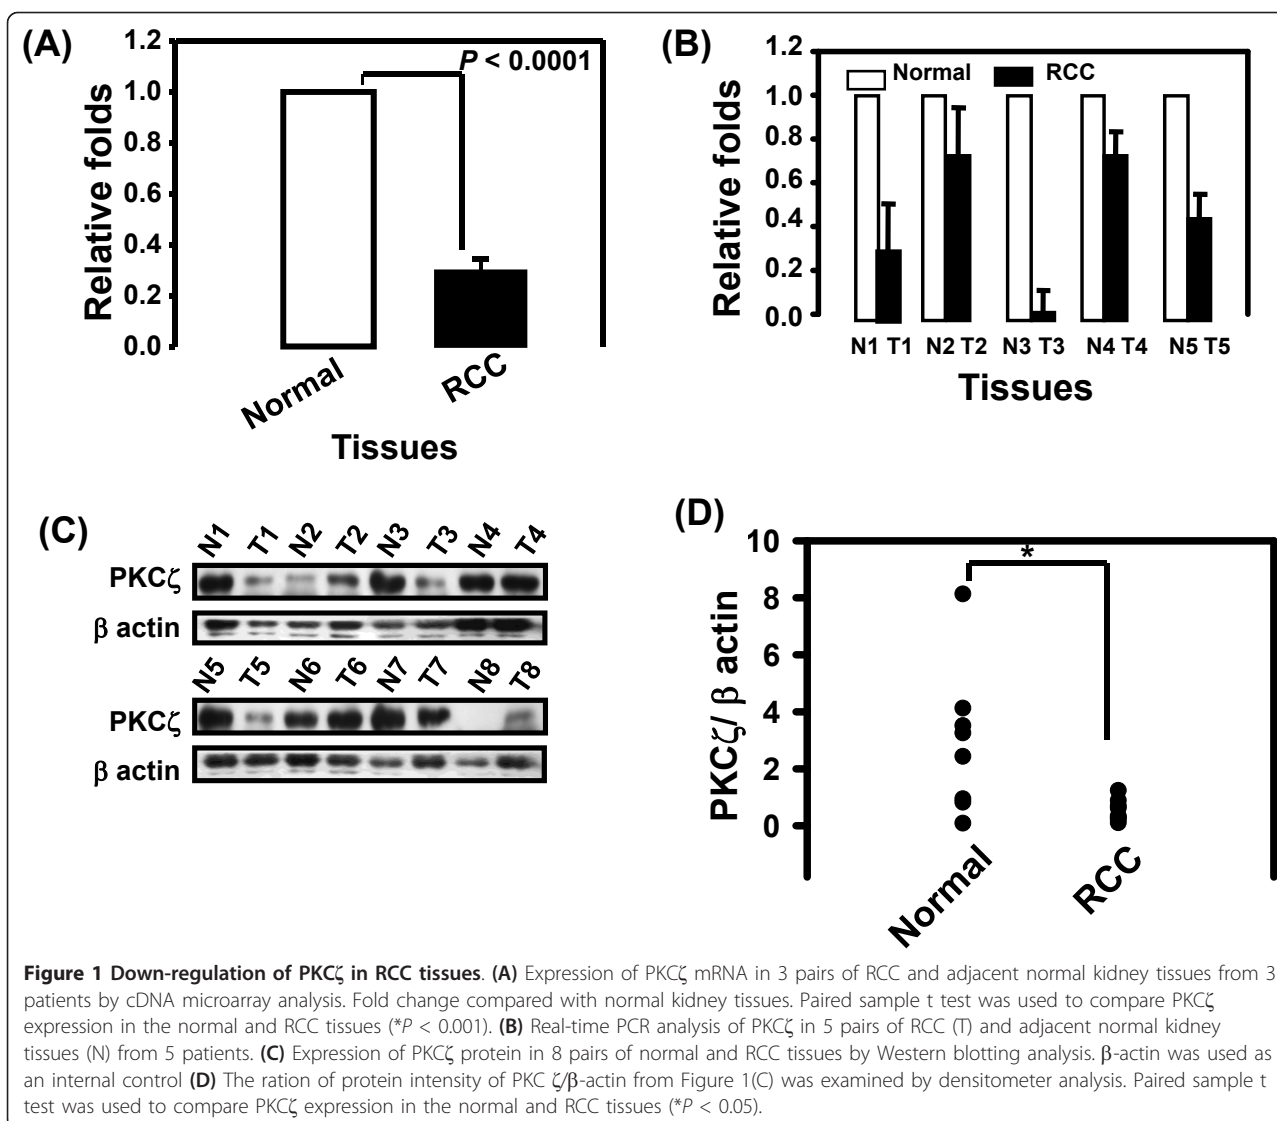 (A)
1.2
1.0
0.8
0.6
0.4
0.2
0.0
Relative folds
P < 0.0001
Normal
RCC
Tissues
(B)
Normal
RCC
1.2
1.0
0.8
0.6
0.4
0.2
0.0
Relative folds
N1 T1 N2 T2 N3 T3 N4 T4 N5 T5
Tissues
(C)
N1 T1 N2 T2 N3 T3 N4 T4
PKCζ
β actin
N5 T5 N6 T6 N7 T7 N8 T8
PKCζ
β actin
(D)
10
8
6
4
2
0
PKCζ/ β actin
*
Normal
RCC
Figure 1 Down-regulation of PKCζ in RCC tissues. (A) Expression of PKCζ mRNA in 3 pairs of RCC and adjacent normal kidney tissues from 3
patients by cDNA microarray analysis. Fold change compared with normal kidney tissues. Paired sample t test was used to compare PKCζ
expression in the normal and RCC tissues (*P < 0.001). (B) Real-time PCR analysis of PKCζ in 5 pairs of RCC (T) and adjacent normal kidney
tissues (N) from 5 patients. (C) Expression of PKCζ protein in 8 pairs of normal and RCC tissues by Western blotting analysis. β-actin was used as
an internal control (D) The ration of protein intensity of PKC ζ/β-actin from Figure 1(C) was examined by densitometer analysis. Paired sample t
test was used to compare PKCζ expression in the normal and RCC tissues (*P < 0.05).